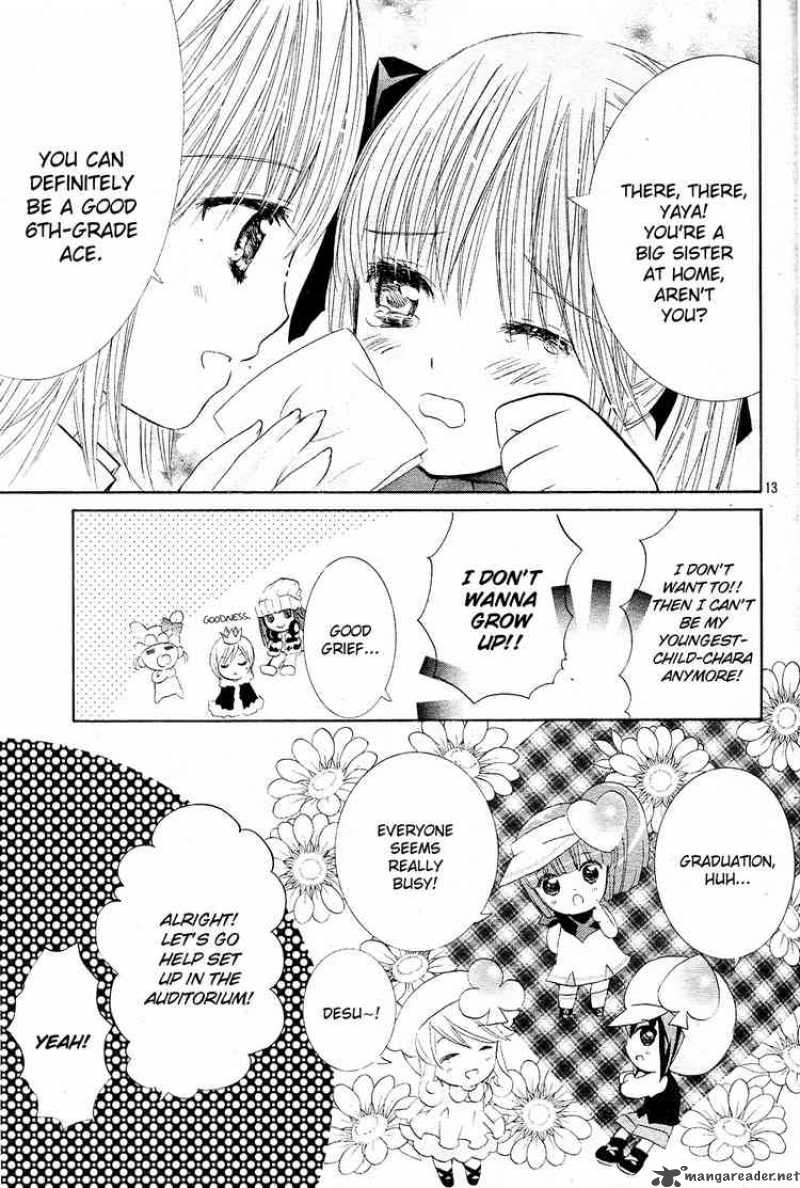 THERE, THERE,
YAYA!
YOU'RE A
BIG SISTER
AT HOME,
AREN'T
YOU?
YOU CAN
DEFINITELY
BE A GOOD
6TH-GRADE
ACE.
13
I DON'T
WANT TO!!
THEN I CAN'T
BE MY
YOUNGEST-
CHILD-CHARA
ANYMORE!
I DON'T
WANNA
GROW
UP!!
GOOD
GRIEF...
GOODNESS.
GRADUATION,
HUH...
EVERYONE
SEEMS
REALLY
BUSY!
DESU~!
ALRIGHT!
LET'S GO
HELP SET
UP IN THE
AUDITORIUM!
YEAH!
mangareader.net